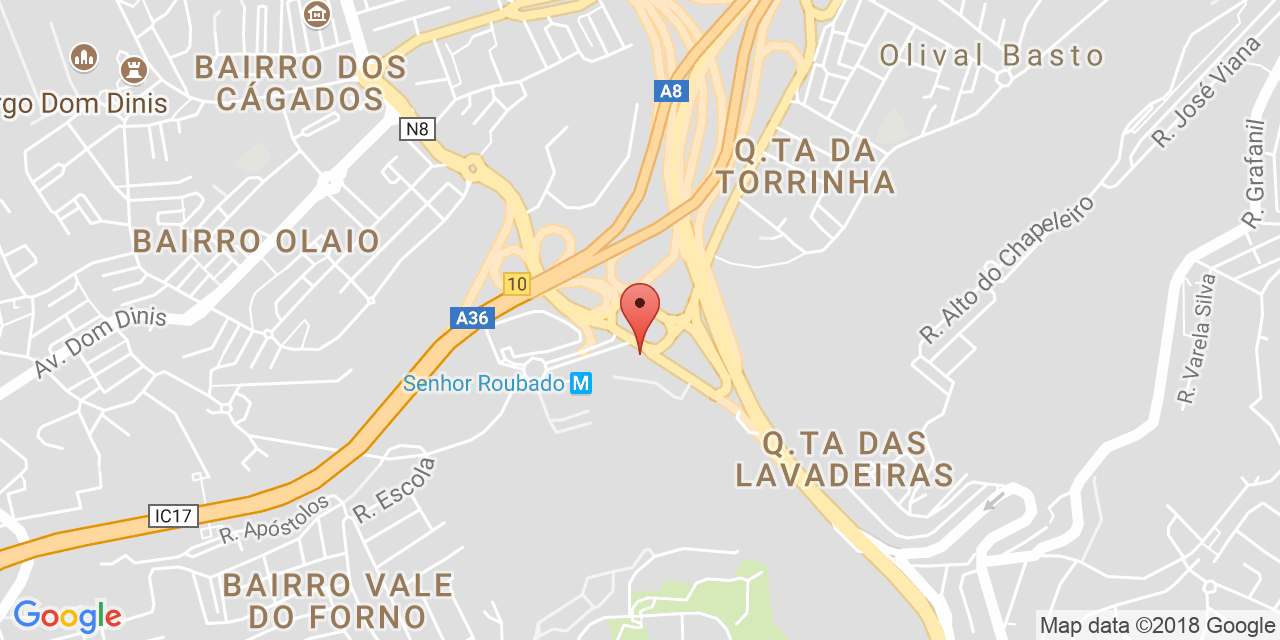 BAIRRO DOS
CÁGADOS
Olival Basto
R. José Viana
rgo Dom Dinis
A8
N8
Q.TA DA
TORRINHA
R. Grafanil
BAIRRO OLAIO
R. Alto do Chapeleiro
10
A36
Av. Dom Dinis
R. Varela Silva
Senhor Roubado M
Q.TA DAS
LAVADEIRAS
R. Escola
IC17
R. Apóstolos
BAIRRO VALE
DO FORNO
Google
Map data ©2018 Google